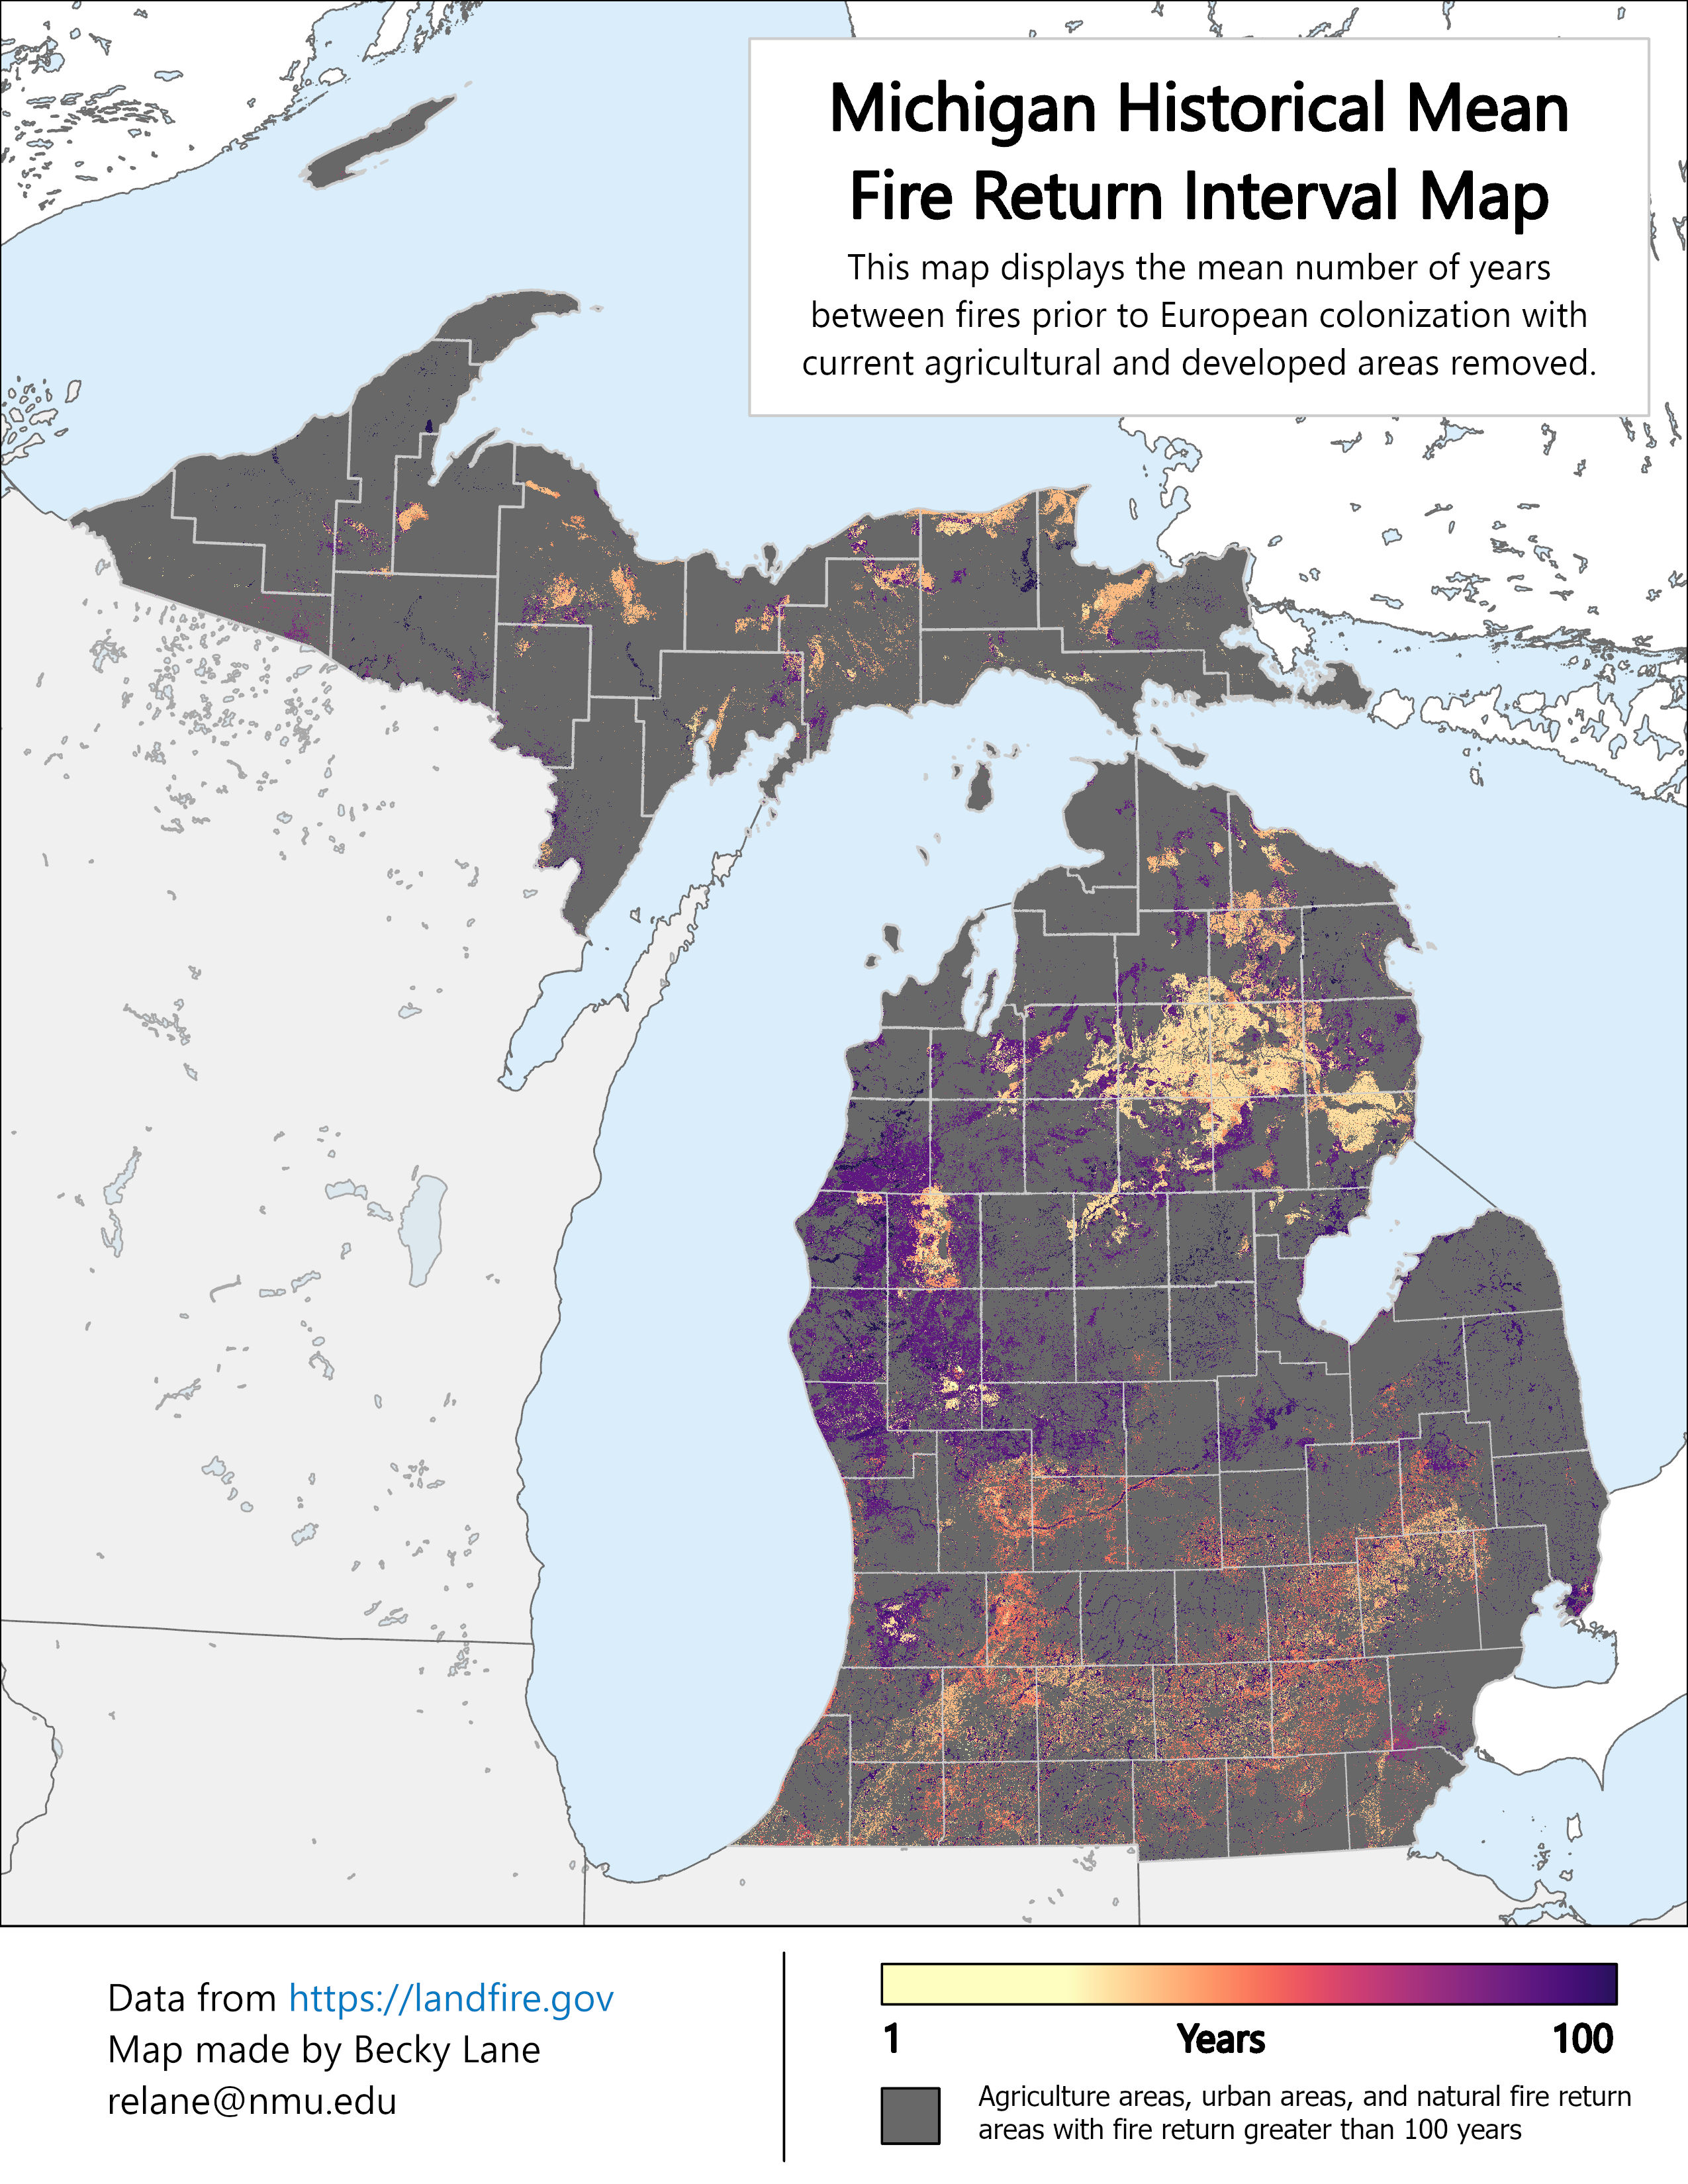 Michigan Historical Mean
Fire Return Interval Map
This map displays the mean number of years
between fires prior to European colonization with
current agricultural and developed areas removed.
Data from https://landfire.gov
Map made by Becky Lane
relane@nmu.edu
1 Years 100
Agriculture areas, urban areas, and natural fire return
areas with fire return greater than 100 years